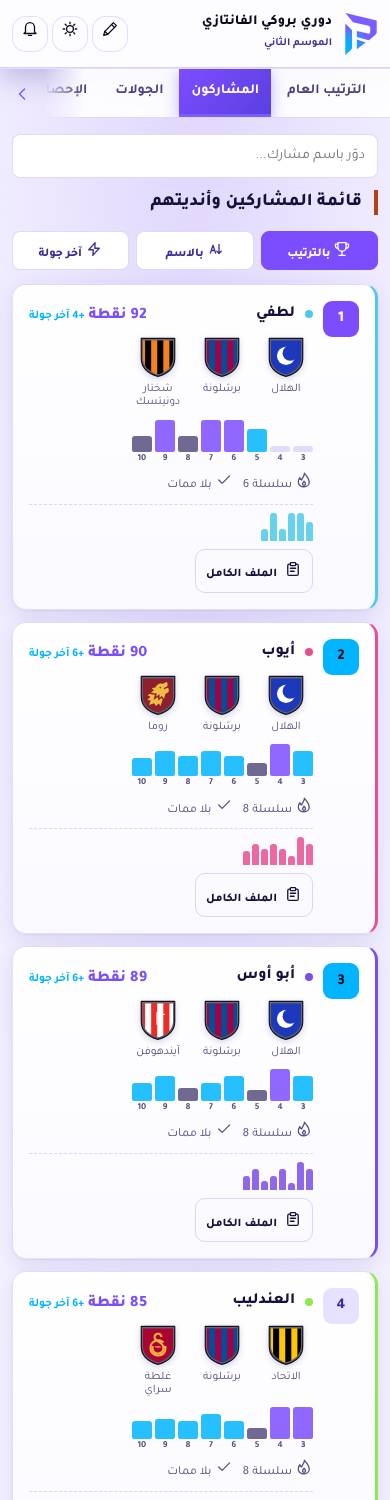 دوري بروكي الفانتازي
الموسم الثاني
الترتيب العام
المشاركون
الجولات
الإحصا
دوّر باسم مشارك...
قائمة المشاركين وأنديتهم
بالترتيب
بالاسم
آخر جولة
1
لطفي
92 نقطة +4 آخر جولة
الهلال
برشلونة
شختار دونيتسك
3 4 5 6 7 8 9 10
سلسلة 6
بلا ممات
الملف الكامل
2
أيوب
90 نقطة +6 آخر جولة
الهلال
برشلونة
روما
3 4 5 6 7 8 9 10
سلسلة 8
بلا ممات
الملف الكامل
3
أبو أوس
89 نقطة +6 آخر جولة
الهلال
برشلونة
آيندهوفن
3 4 5 6 7 8 9 10
سلسلة 8
بلا ممات
الملف الكامل
4
العندليب
85 نقطة +6 آخر جولة
الاتحاد
برشلونة
غلطة سراي
3 4 5 6 7 8 9 10
سلسلة 8
بلا ممات